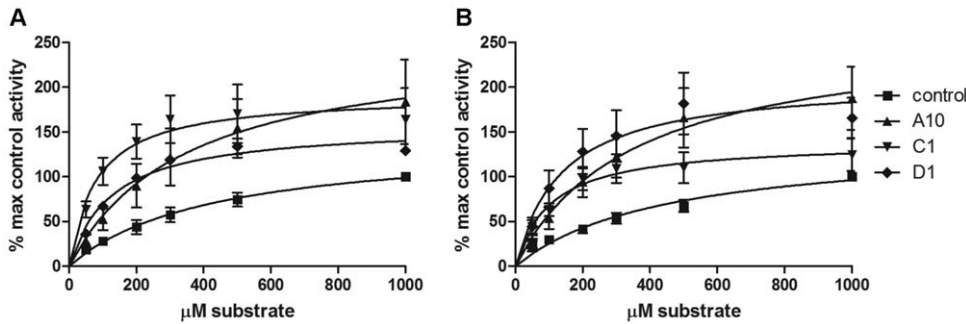 A
% max control activity
250
200
150
100
50
0
0 200 400 600 800 1000
μM substrate
B
% max control activity
250
200
150
100
50
0
0 200 400 600 800 1000
μM substrate
control
A10
C1
D1